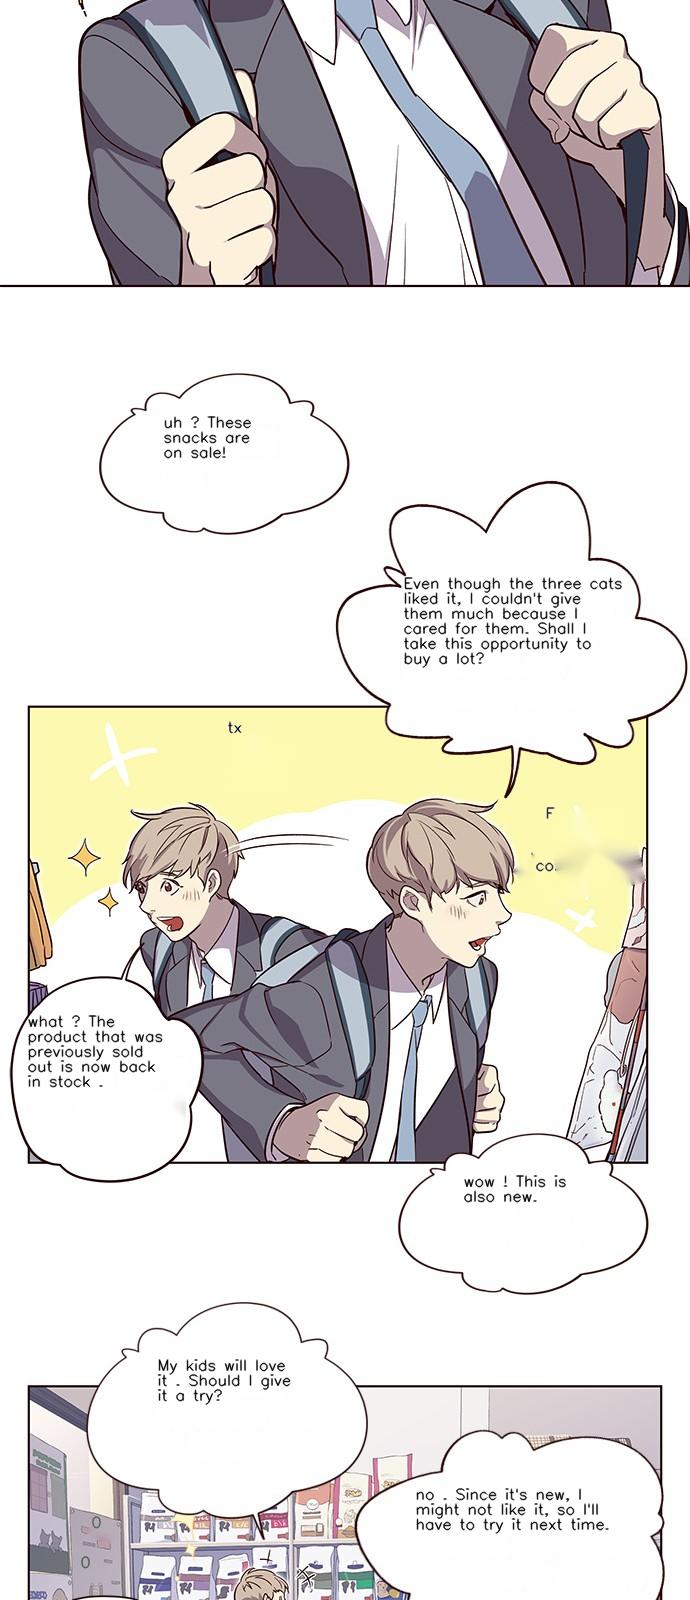 uh ? These
snacks are
on sale!
Even though the three cats
liked it, I couldn't give
them much because I
cared for them. Shall I
take this opportunity to
buy a lot?
tx
F
co.
what ? The
product that was
previously sold
out is now back
in stock .
wow ! This is
also new.
My kids will love
it . Should I give
it a try?
no . Since it's new, I
might not like it, so I'll
have to try it next time.